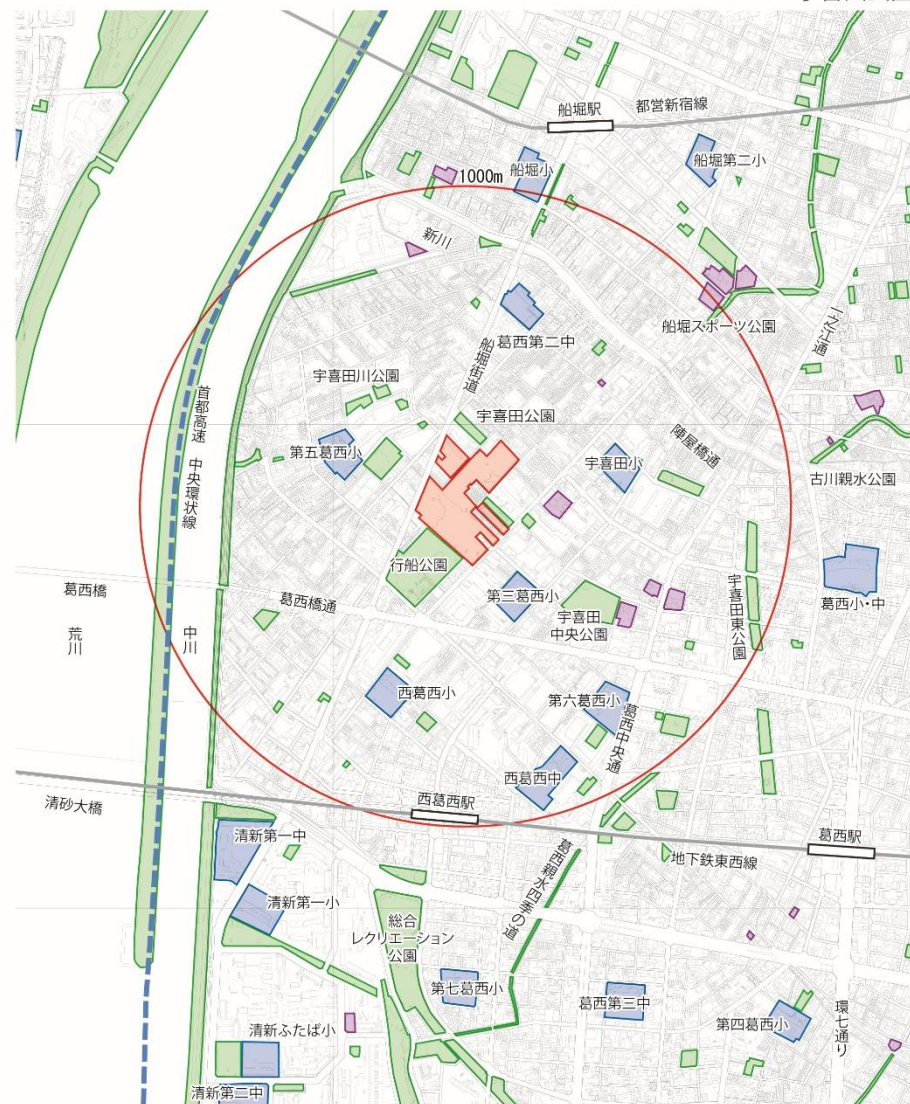 船堀駅
都営新宿線
船堀小
船堀第二小
1000m
新川
船堀スポーツ公園
一之江通
葛西第二中
船堀街道
宇喜田川公園
宇喜田公園
首都高速 中央環状線
第五葛西小
宇喜田小
陣屋橋通
古川親水公園
行船公園
葛西橋
葛西橋通
第三葛西小
宇喜田
中央公園
宇喜田東公園
葛西小・中
荒川
中川
西葛西小
第六葛西小
葛西中央通
西葛西中
清砂大橋
西葛西駅
葛西駅
地下鉄東西線
清新第一中
葛西親水四季の道
清新第一小
総合
レクリエーション
公園
第七葛西小
葛西第三中
第四葛西小
環七通り
清新ふたば小
清新第二中